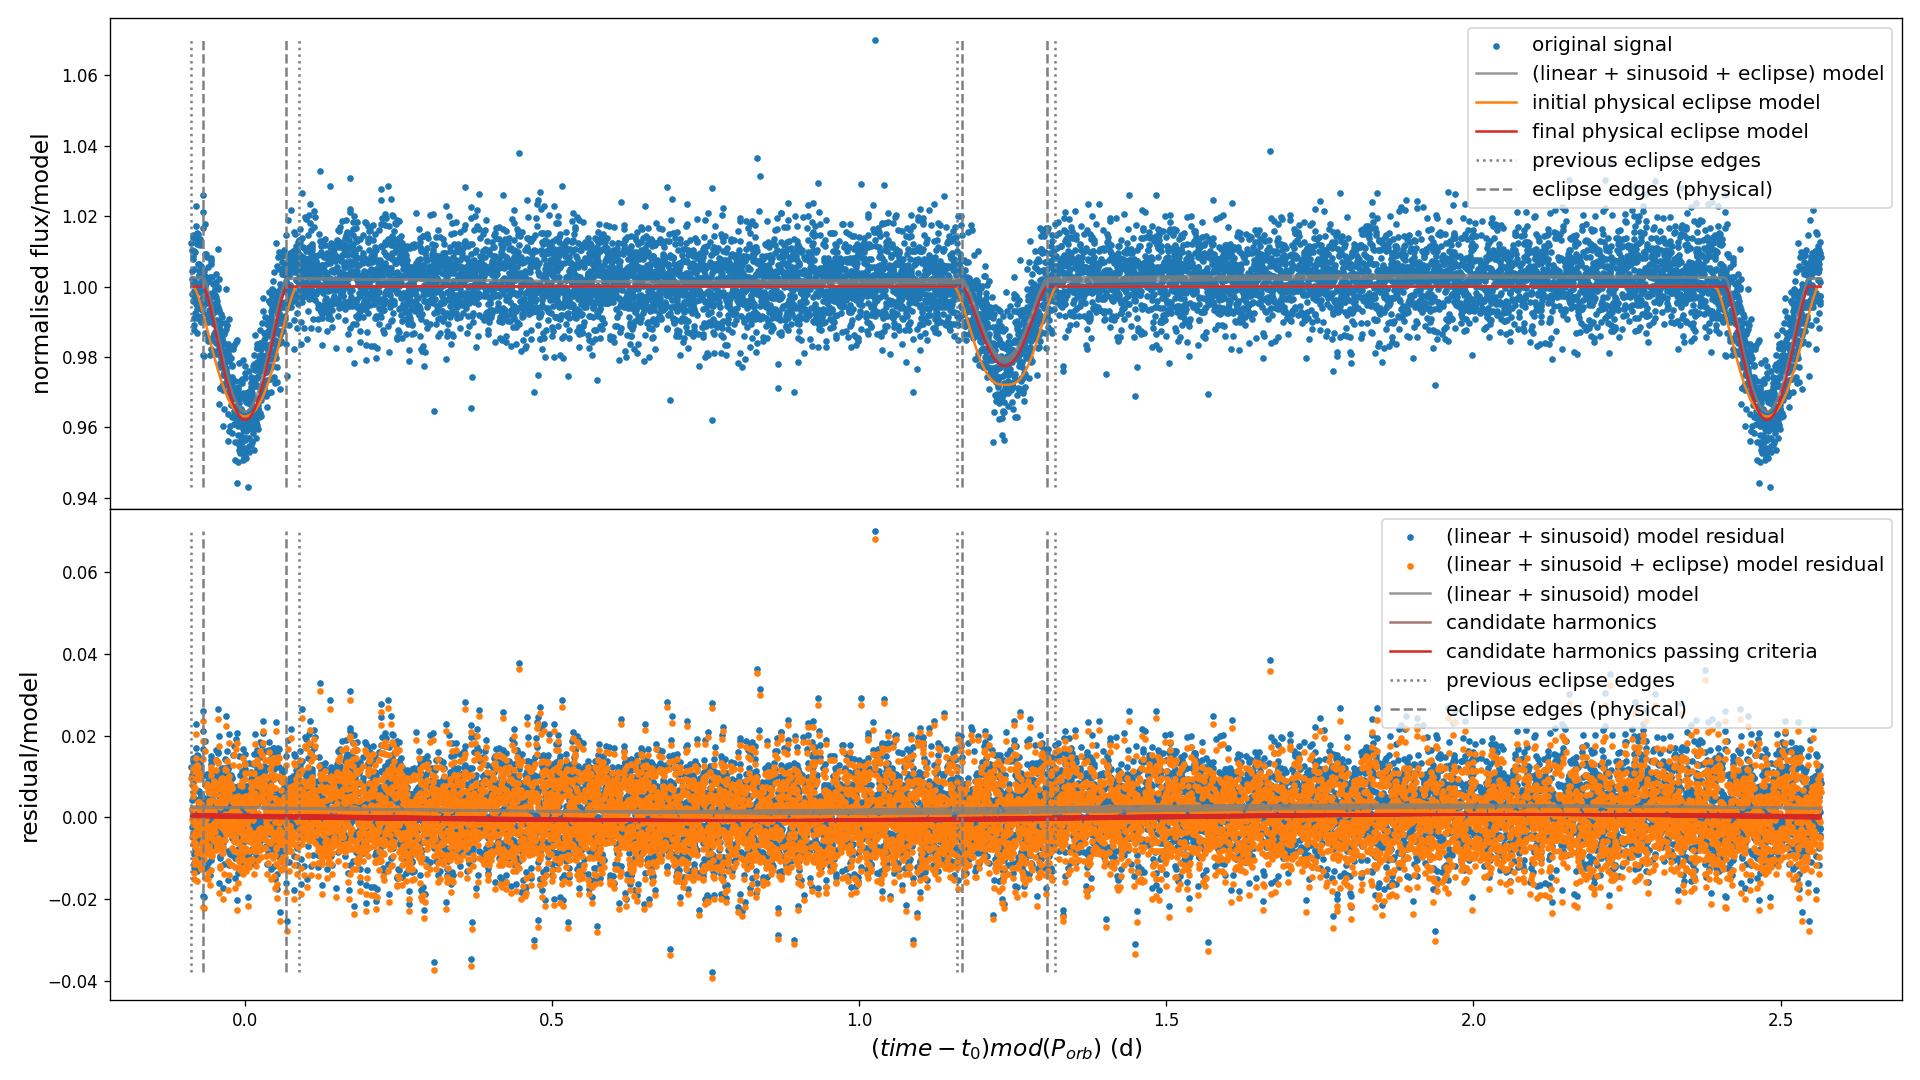 normalised flux/model
1.06
1.04
1.02
1.00
0.98
0.96
0.94
original signal
(linear + sinusoid + eclipse) model
initial physical eclipse model
final physical eclipse model
previous eclipse edges
eclipse edges (physical)
residual/model
0.06
0.04
0.02
0.00
−0.02
−0.04
(linear + sinusoid) model residual
(linear + sinusoid + eclipse) model residual
(linear + sinusoid) model
candidate harmonics
candidate harmonics passing criteria
previous eclipse edges
eclipse edges (physical)
0.0 0.5 1.0 1.5 2.0 2.5
(time − t₀)mod(P_orb) (d)